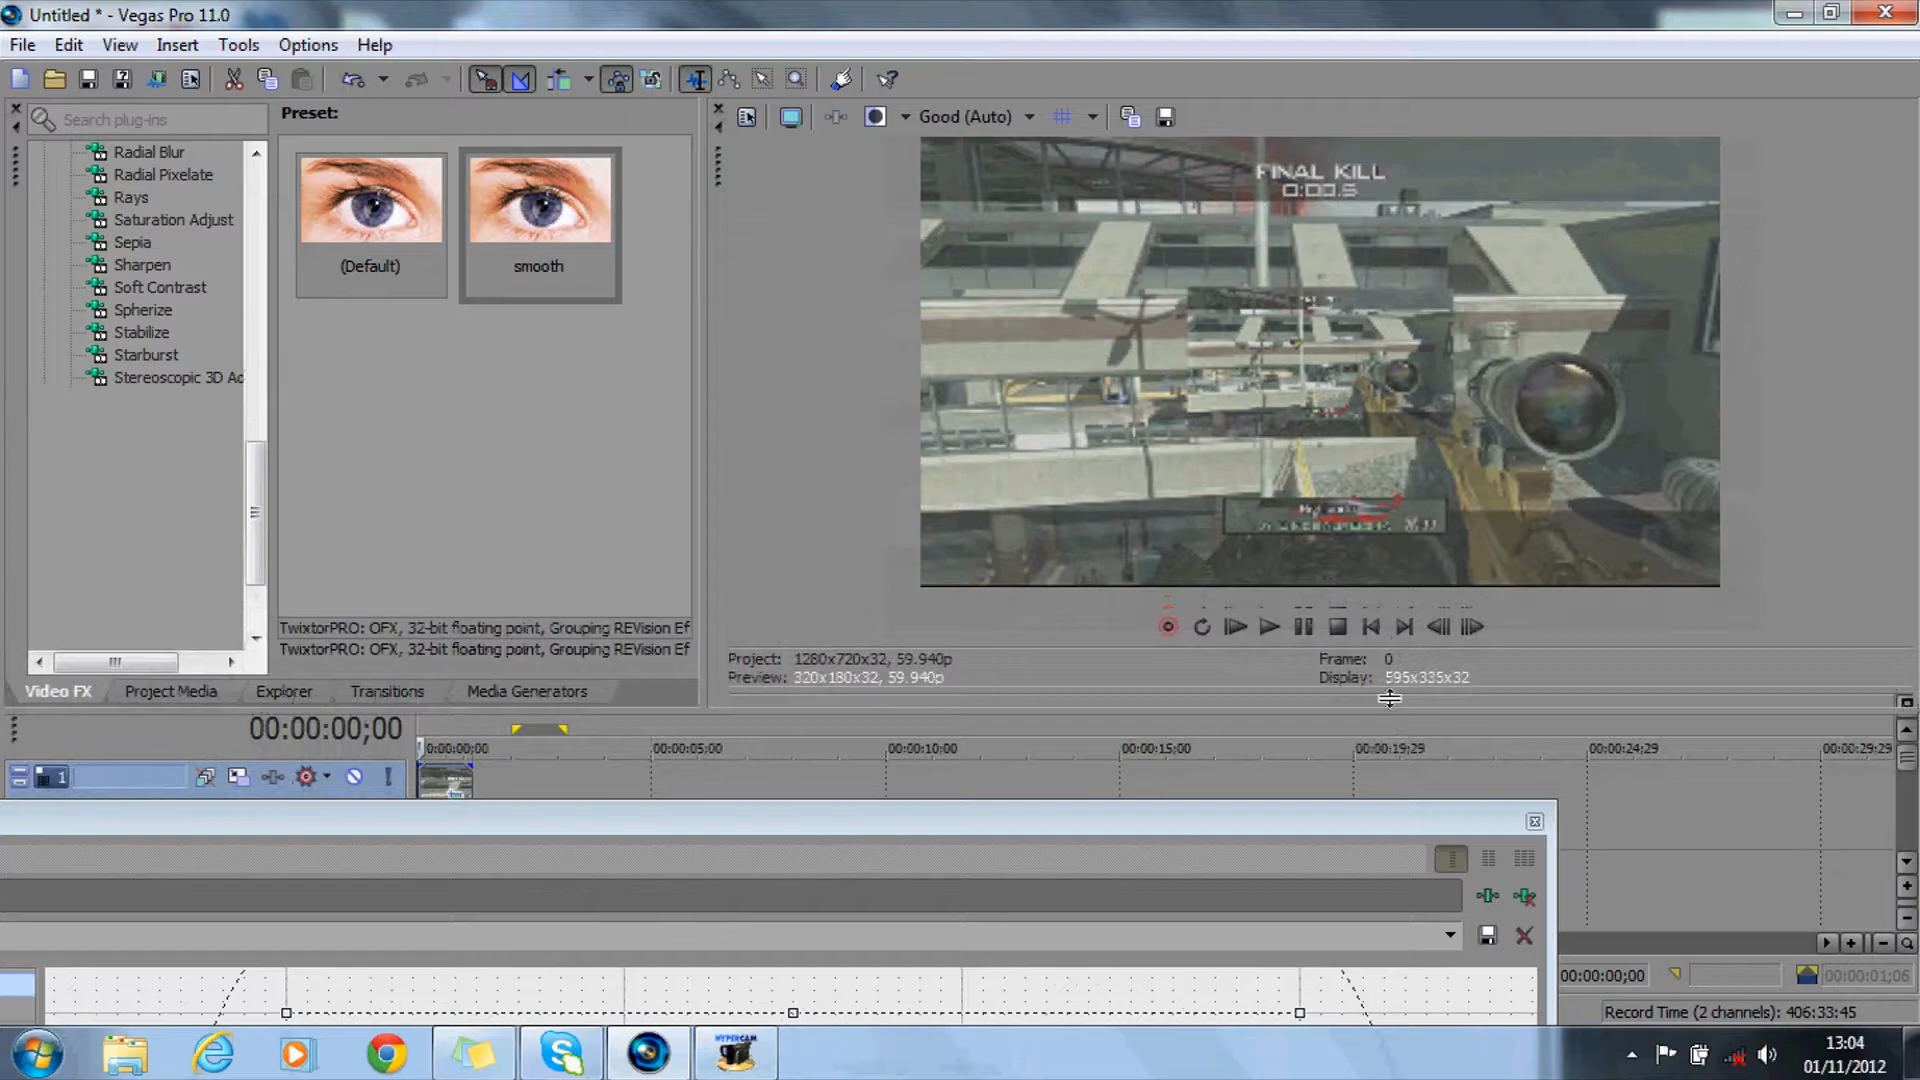 Untitled * - Vegas Pro 11.0
File Edit View Insert Tools Options Help
Search plug-ins
Preset:
Good (Auto)
Radial Blur
Radial Pixelate
Rays
Saturation Adjust
Sepia
Sharpen
Soft Contrast
Spherize
Stabilize
Starburst
Stereoscopic 3D Ac
(Default)
smooth
FINAL KILL
0:00.5
TwixtorPRO: OFX, 32-bit floating point, Grouping REVision Ef
TwixtorPRO: OFX, 32-bit floating point, Grouping REVision Ef
Project: 1280x720x32, 59.940p
Frame: 0
Preview: 320x180x32, 59.940p
Display: 595x335x32
Video FX Project Media Explorer Transitions Media Generators
00:00:00;00
0:00:00;00 00:00:05;00 00:00:10;00 00:00:15;00 00:00:19;29 00:00:24;29 00:00:29;29
1
00:00:00;00 00:00:01;06
Record Time (2 channels): 406:33:45
HYPERCAM
13:04
01/11/2012